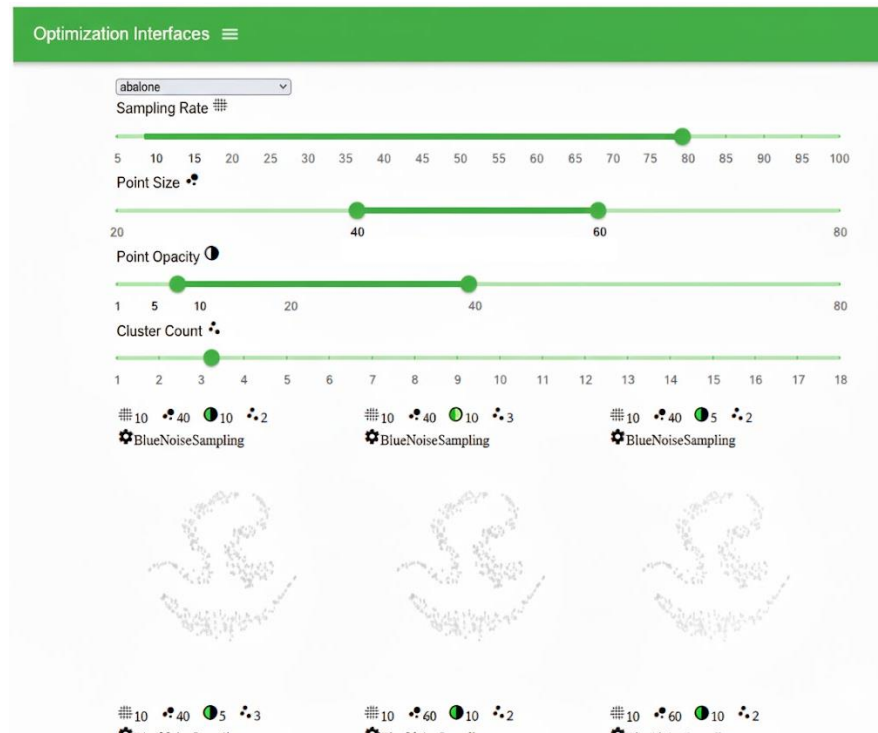 Optimization Interfaces
abalone
Sampling Rate
5 10 15 20 25 30 35 40 45 50 55 60 65 70 75 80 85 90 95 100
Point Size
20 40 60 80
Point Opacity
1 5 10 20 40 80
Cluster Count
1 2 3 4 5 6 7 8 9 10 11 12 13 14 15 16 17 18
10 40 10 2 10 40 10 3 10 40 5 2
BlueNoiseSampling BlueNoiseSampling BlueNoiseSampling
10 40 5 3 10 60 10 2 10 60 10 2